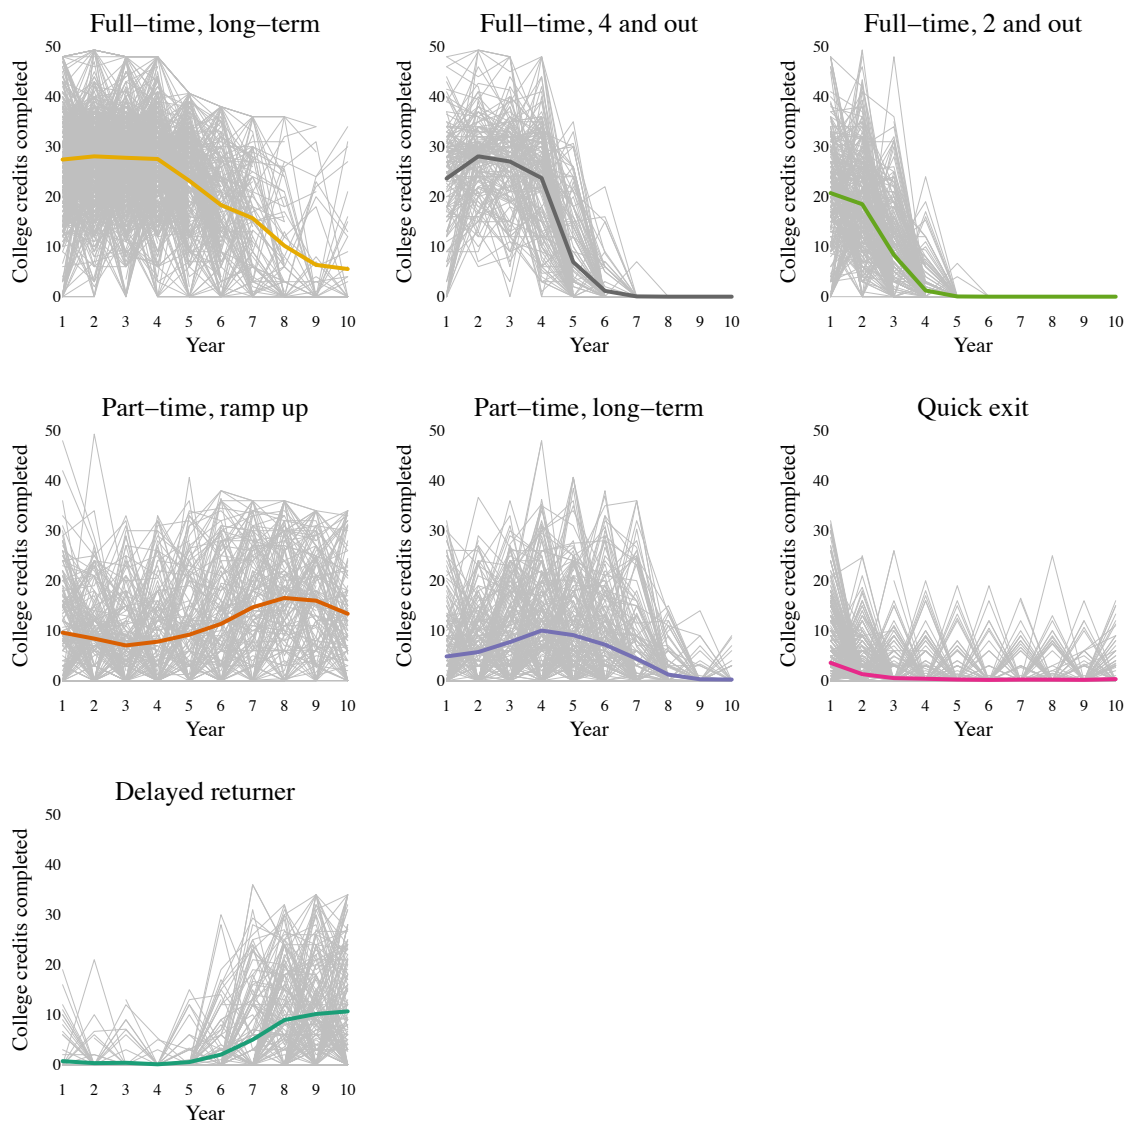 Full–time, long–term
Full–time, 4 and out
Full–time, 2 and out
College credits completed
50
40
30
20
10
0
1 2 3 4 5 6 7 8 9 10
Year
College credits completed
50
40
30
20
10
0
1 2 3 4 5 6 7 8 9 10
Year
College credits completed
50
40
30
20
10
0
1 2 3 4 5 6 7 8 9 10
Year
Part–time, ramp up
Part–time, long–term
Quick exit
College credits completed
50
40
30
20
10
0
1 2 3 4 5 6 7 8 9 10
Year
College credits completed
50
40
30
20
10
0
1 2 3 4 5 6 7 8 9 10
Year
College credits completed
50
40
30
20
10
0
1 2 3 4 5 6 7 8 9 10
Year
Delayed returner
College credits completed
50
40
30
20
10
0
1 2 3 4 5 6 7 8 9 10
Year